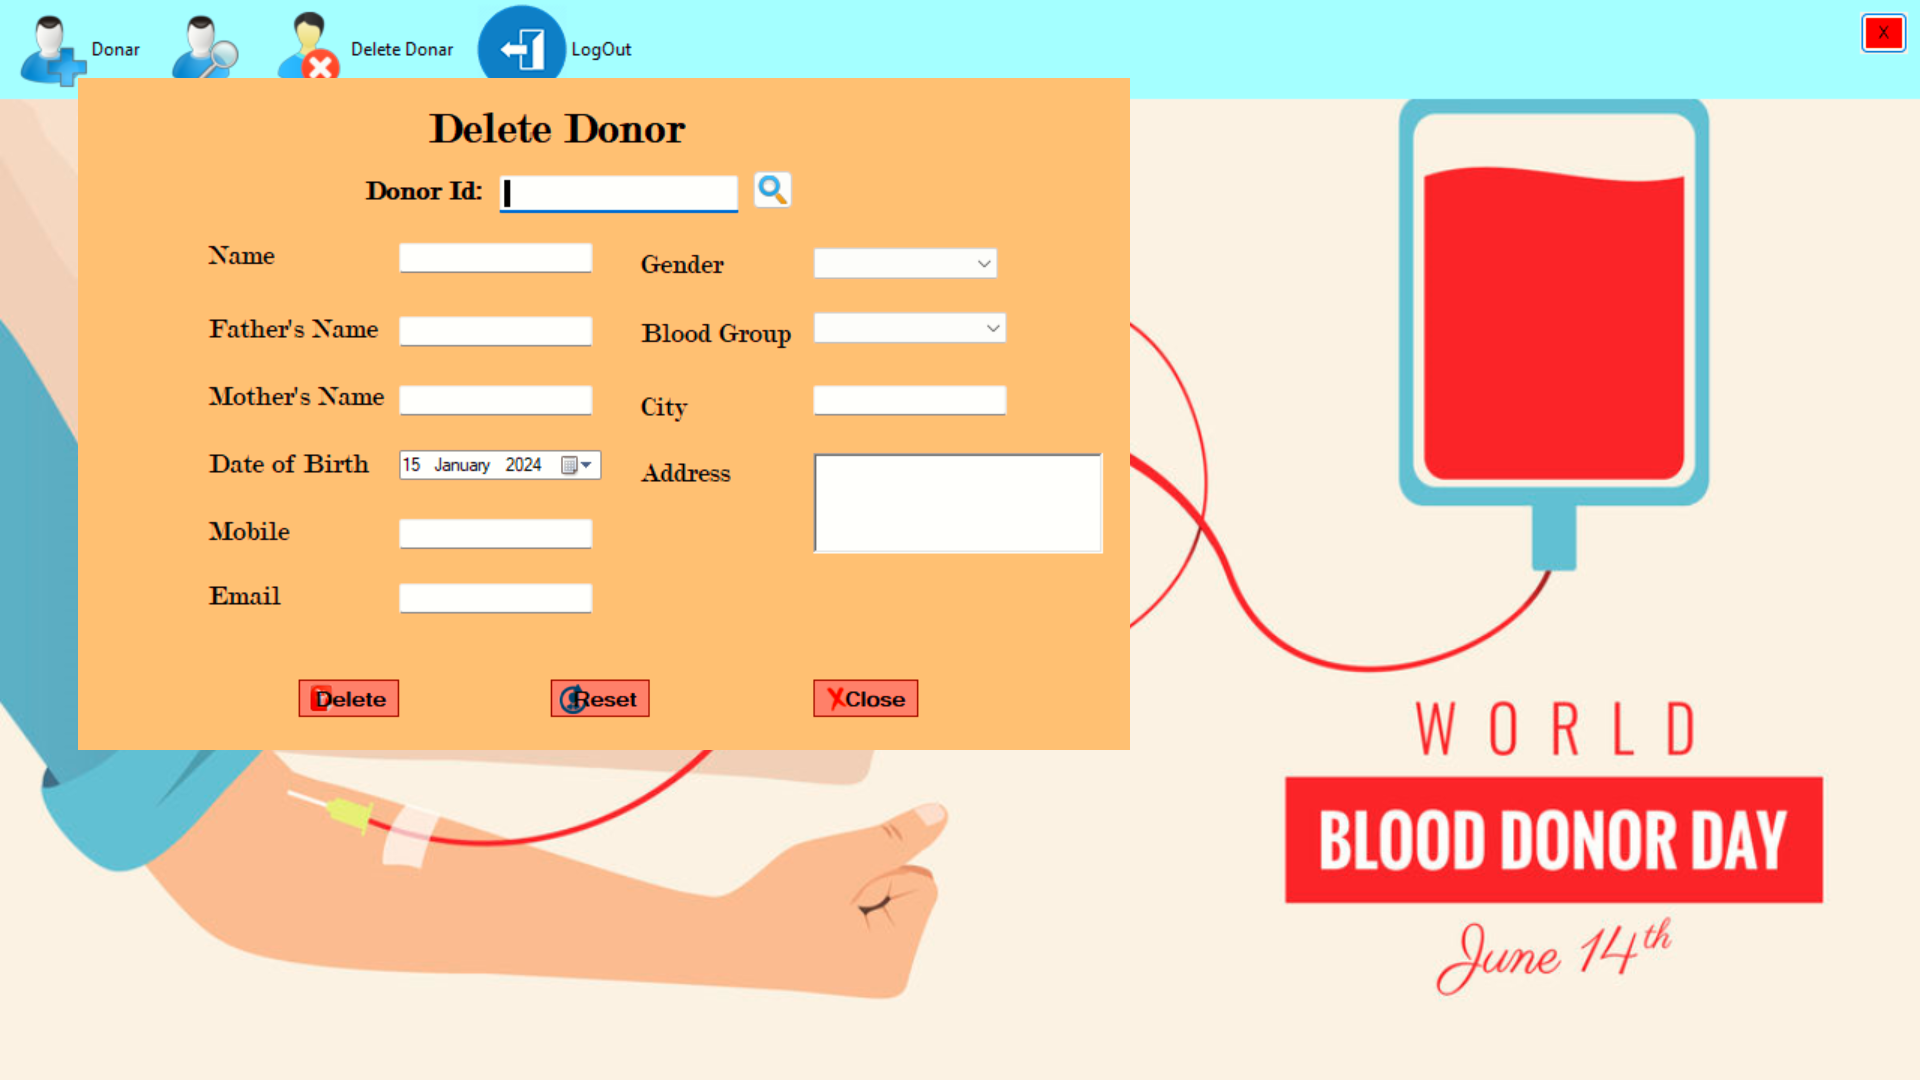 Donar
Delete Donar
LogOut
X
Delete Donor
Donor Id:
Name
Gender
Father's Name
Blood Group
Mother's Name
City
Date of Birth
15 January 2024
Address
Mobile
Email
Delete
Reset
Close
WORLD
BLOOD DONOR DAY
June 14th